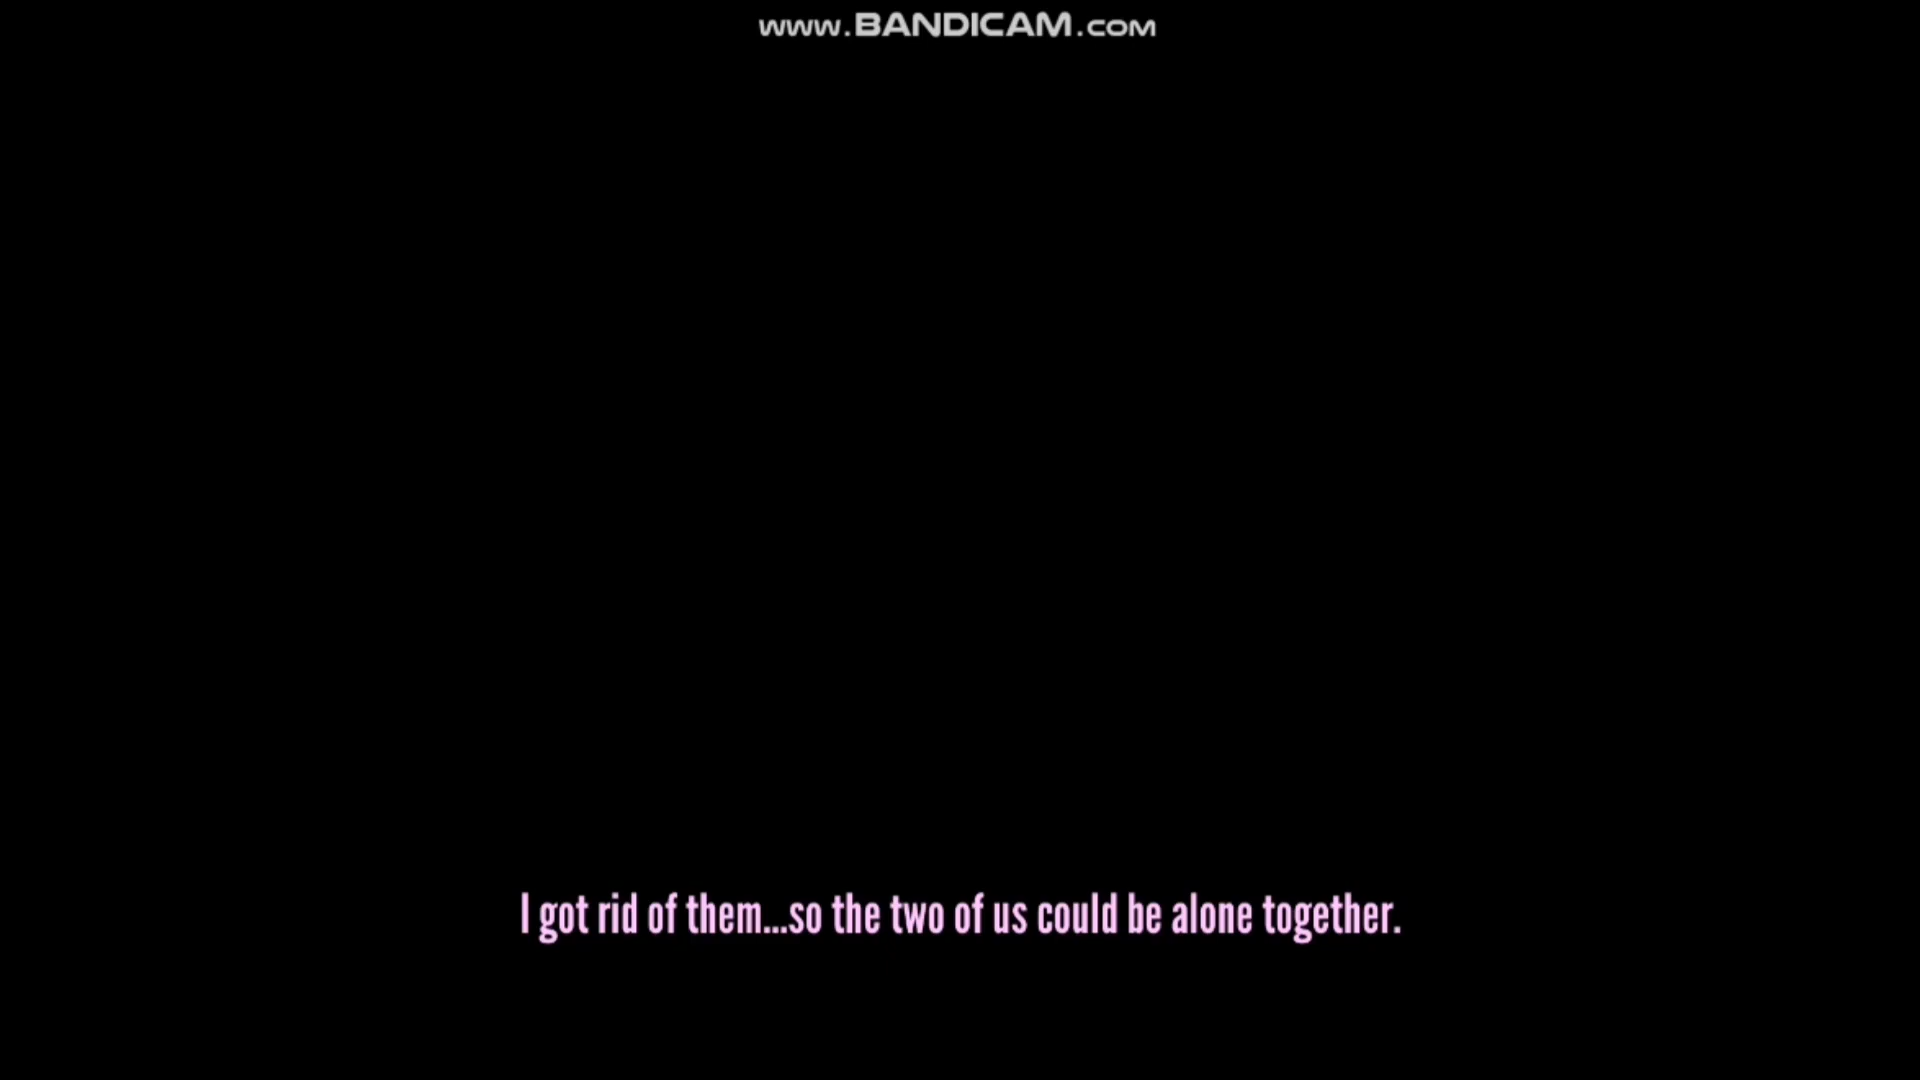 www.BANDICAM.com
I got rid of them...so the two of us could be alone together.